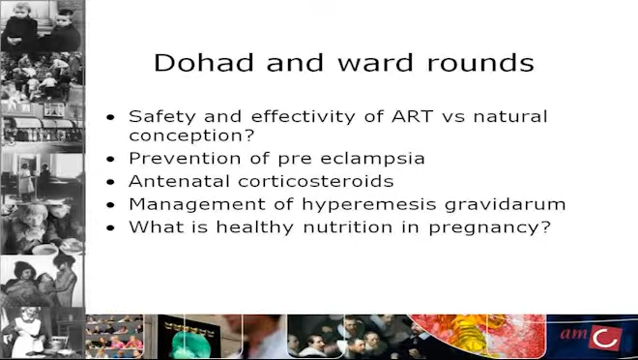 Dohad and ward rounds
• Safety and effectivity of ART vs natural
conception?
• Prevention of pre eclampsia
• Antenatal corticosteroids
• Management of hyperemesis gravidarum
• What is healthy nutrition in pregnancy?
amc